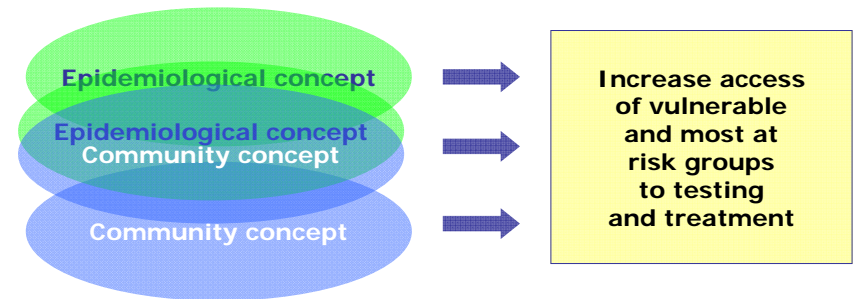 Epidemiological concept
Epidemiological concept
Community concept
Community concept
Increase access
of vulnerable
and most at
risk groups
to testing
and treatment